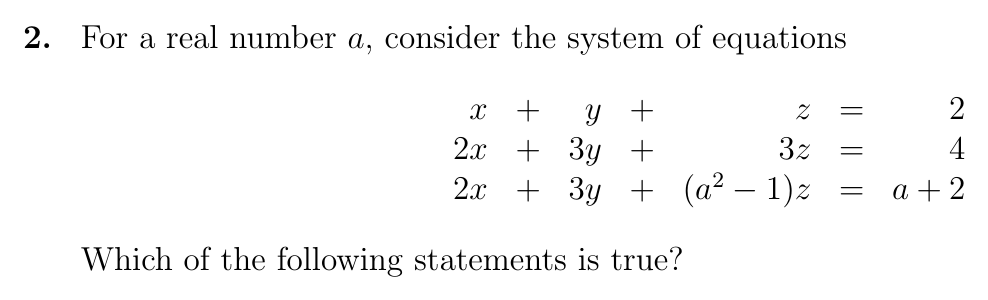 2. For a real number a, consider the system of equations
x + y + z = 2
2x + 3y + 3z = 4
2x + 3y + (a² − 1)z = a + 2
Which of the following statements is true?